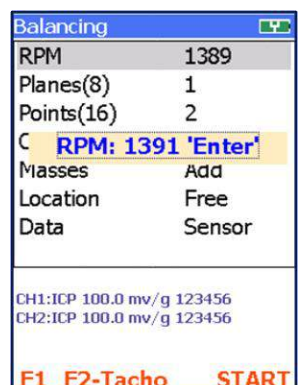 Balancing
RPM 1389
Planes(8) 1
Points(16) 2
C
RPM: 1391 'Enter'
Masses Add
Location Free
Data Sensor
CH1:ICP 100.0 mv/g 123456
CH2:ICP 100.0 mv/g 123456
F1 F2-Tacho START